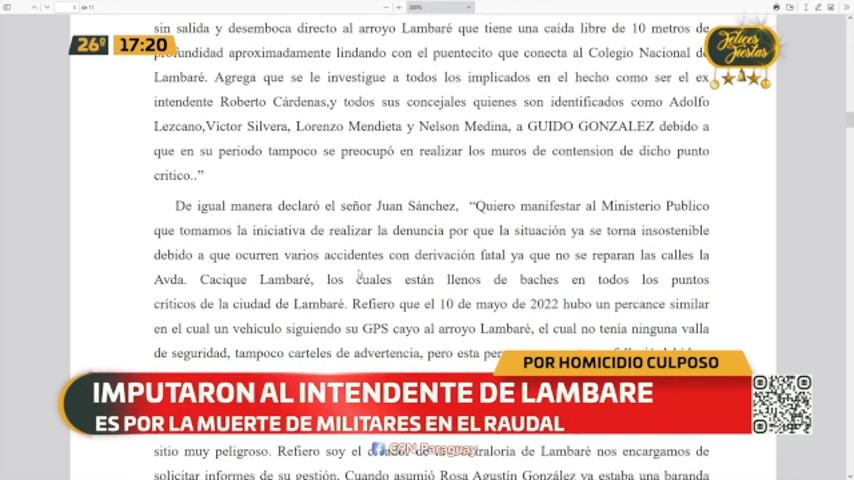 1 de 11
200%
sin salida y desemboca directo al arroyo Lambaré que tiene una caída libre de 10 metros de
26º 17:20
Felices Fiestas
profundidad aproximadamente lindando con el puentecito que conecta al Colegio Nacional de
Lambaré. Agrega que se le investigue a todos los implicados en el hecho como ser el ex
intendente Roberto Cárdenas,y todos sus concejales quienes son identificados como Adolfo
Lezcano,Victor Silvera, Lorenzo Mendieta y Nelson Medina, a GUIDO GONZALEZ debido a
que en su periodo tampoco se preocupó en realizar los muros de contension de dicho punto
critico..”
De igual manera declaró el señor Juan Sánchez, “Quiero manifestar al Ministerio Publico
que tomamos la iniciativa de realizar la denuncia por que la situación ya se torna insostenible
debido a que ocurren varios accidentes con derivación fatal ya que no se reparan las calles la
Avda. Cacique Lambaré, los cuales están llenos de baches en todos los puntos
críticos de la ciudad de Lambaré. Refiero que el 10 de mayo de 2022 hubo un percance similar
en el cual un vehículo siguiendo su GPS cayo al arroyo Lambaré, el cual no tenía ninguna valla
de seguridad, tampoco carteles de advertencia, pero esta
POR HOMICIDIO CULPOSO
IMPUTARON AL INTENDENTE DE LAMBARE
ES POR LA MUERTE DE MILITARES EN EL RAUDAL
sitio muy peligroso. Refiero soy el de la Contraloría de Lambaré nos encargamos de
C9N Paraguay
solicitar informes de su gestión. Cuando asumió Rosa Agustín González ya estaba una baranda